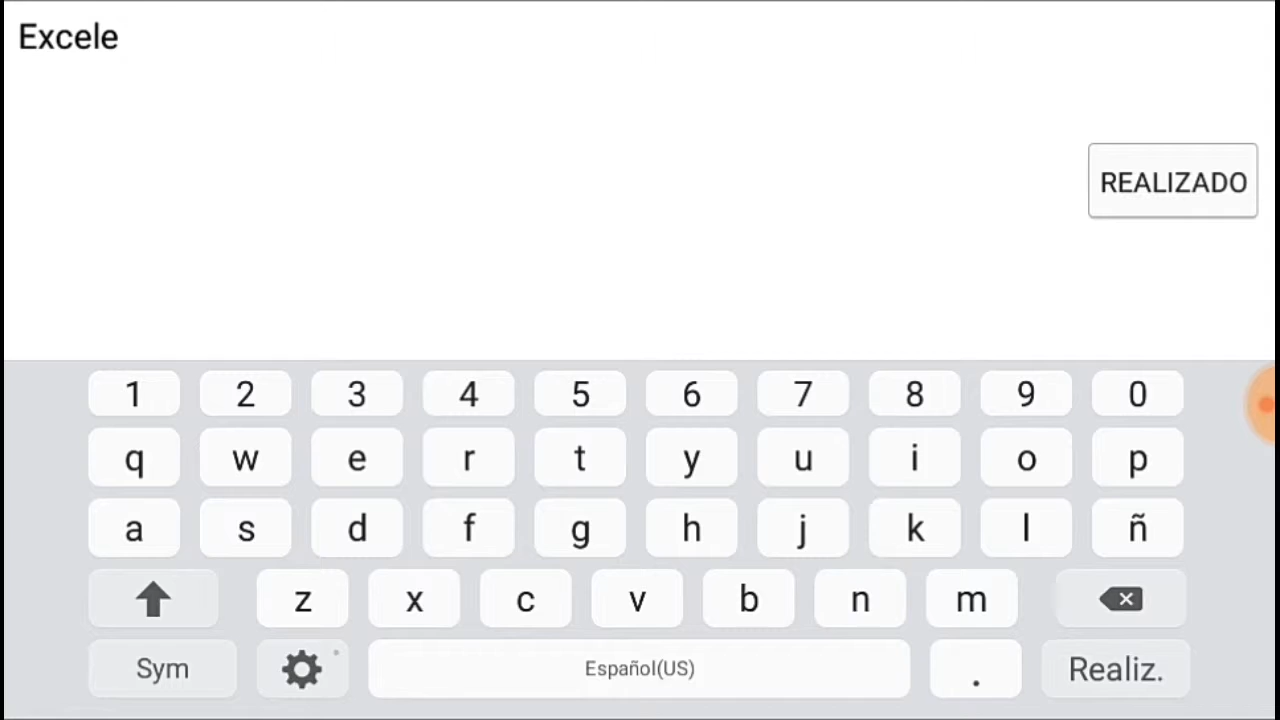 Excele
REALIZADO
1 2 3 4 5 6 7 8 9 0
q w e r t y u i o p
a s d f g h j k l ñ
z x c v b n m
Sym Español(US) . Realiz.